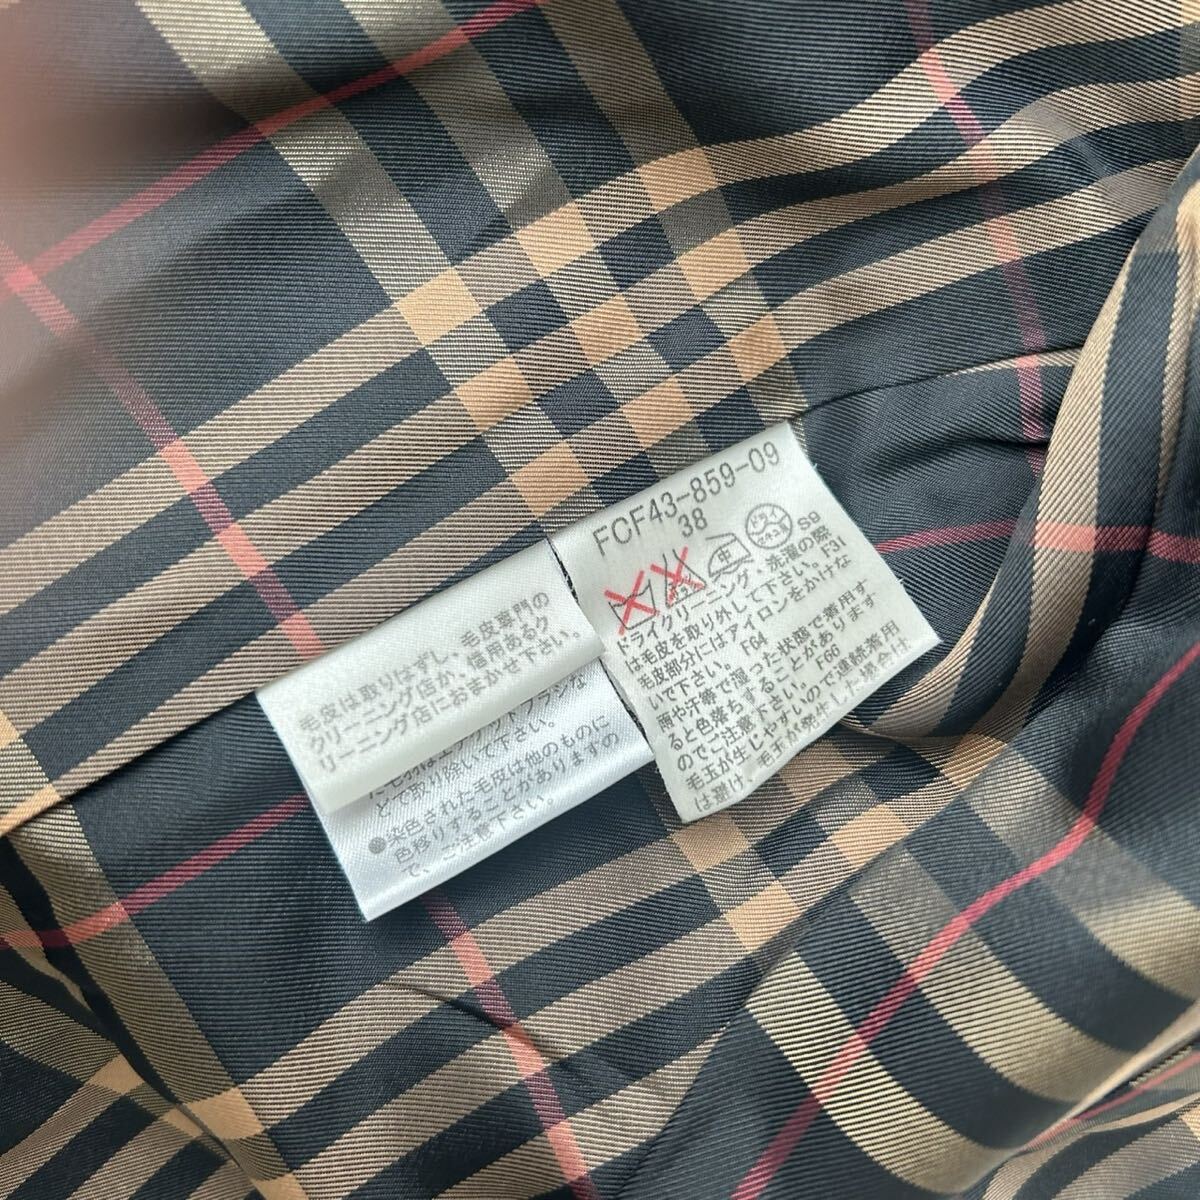 FCF43-859-09
38
ドライ
セキユ系
中
S9
ドライクリーニング・洗濯の際
は毛皮を取り外して下さい。F31
毛皮部分にはアイロンをかけな
いで下さい。 F64
雨や汗等で湿った状態で着用す
ると色落ちすることがあります
のでご注意下さい。 F66
毛玉が生じやすいので連続着用
は避け、毛玉が発生した場合は
毛皮は取りはずし、毛皮専門の
クリーニング店か、信用あるク
リーニング店におまかせ下さい。
どで取り除いて下さい。
●染色された毛皮は他のものに
色移りすることがありますの
で、ご注意下さい。